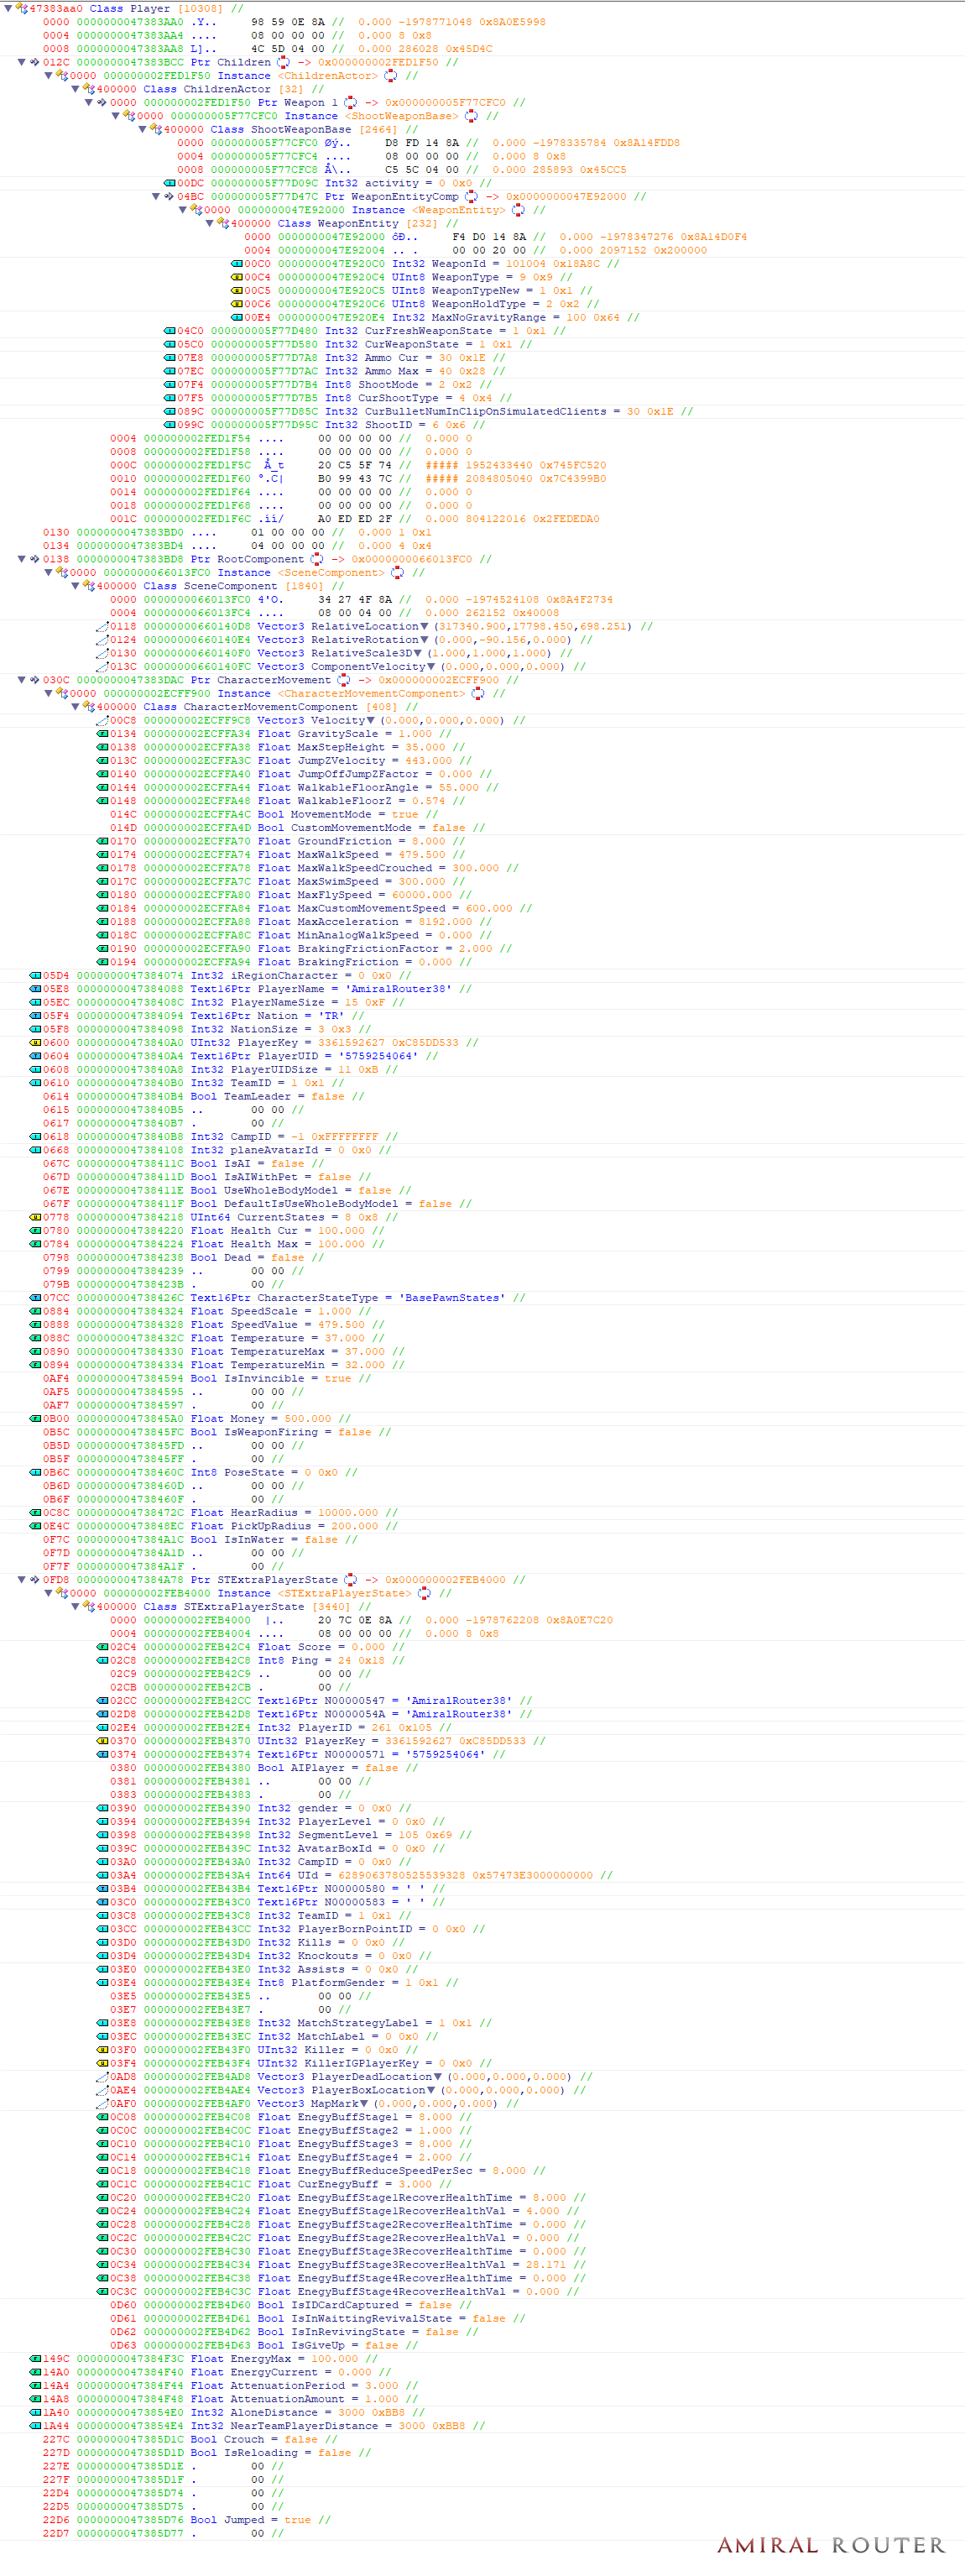 47383aa0 Class Player [10308] //
0000 0000000047383AA0 .Y.. 98 59 0E 8A // 0.000 -1978771048 0x8A0E5998
0004 0000000047383AA4 .... 08 00 00 00 // 0.000 8 0x8
0008 0000000047383AA8 L].. 4C 5D 04 00 // 0.000 286028 0x45D4C
012C 0000000047383BCC Ptr Children -> 0x000000002FED1F50 //
0000 000000002FED1F50 Instance <ChildrenActor> //
400000 Class ChildrenActor [32] //
0000 000000002FED1F50 Ptr Weapon 1 -> 0x000000005F77CFC0 //
0000 000000005F77CFC0 Instance <ShootWeaponBase> //
400000 Class ShootWeaponBase [2464] //
0000 000000005F77CFC0 Øý.. D8 FD 14 8A // 0.000 -1978335784 0x8A14FDD8
0004 000000005F77CFC4 .... 08 00 00 00 // 0.000 8 0x8
0008 000000005F77CFC8 Å\.. C5 5C 04 00 // 0.000 285893 0x45CC5
00DC 000000005F77D09C Int32 activity = 0 0x0 //
04BC 000000005F77D47C Ptr WeaponEntityComp -> 0x0000000047E92000 //
0000 0000000047E92000 Instance <WeaponEntity> //
400000 Class WeaponEntity [232] //
0000 0000000047E92000 ôÐ.. F4 D0 14 8A // 0.000 -1978347276 0x8A14D0F4
0004 0000000047E92004 .. . 00 00 20 00 // 0.000 2097152 0x200000
00C0 0000000047E920C0 Int32 WeaponId = 101004 0x18A8C //
00C4 0000000047E920C4 UInt8 WeaponType = 9 0x9 //
00C5 0000000047E920C5 UInt8 WeaponTypeNew = 1 0x1 //
00C6 0000000047E920C6 UInt8 WeaponHoldType = 2 0x2 //
00E4 0000000047E920E4 Int32 MaxNoGravityRange = 100 0x64 //
04C0 000000005F77D480 Int32 CurFreshWeaponState = 1 0x1 //
05C0 000000005F77D580 Int32 CurWeaponState = 1 0x1 //
07E8 000000005F77D7A8 Int32 Ammo Cur = 30 0x1E //
07EC 000000005F77D7AC Int32 Ammo Max = 40 0x28 //
07F4 000000005F77D7B4 Int8 ShootMode = 2 0x2 //
07F5 000000005F77D7B5 Int8 CurShootType = 4 0x4 //
089C 000000005F77D85C Int32 CurBulletNumInClipOnSimulatedClients = 30 0x1E //
099C 000000005F77D95C Int32 ShootID = 6 0x6 //
0004 000000002FED1F54 .... 00 00 00 00 // 0.000 0
0008 000000002FED1F58 .... 00 00 00 00 // 0.000 0
000C 000000002FED1F5C Å_t 20 C5 5F 74 // ##### 1952433440 0x745FC520
0010 000000002FED1F60 °.C| B0 99 43 7C // ##### 2084805040 0x7C4399B0
0014 000000002FED1F64 .... 00 00 00 00 // 0.000 0
0018 000000002FED1F68 .... 00 00 00 00 // 0.000 0
001C 000000002FED1F6C .íí/ A0 ED ED 2F // 0.000 804122016 0x2FEDEDA0
0130 0000000047383BD0 .... 01 00 00 00 // 0.000 1 0x1
0134 0000000047383BD4 .... 04 00 00 00 // 0.000 4 0x4
0138 0000000047383BD8 Ptr RootComponent -> 0x0000000066013FC0 //
0000 0000000066013FC0 Instance <SceneComponent> //
400000 Class SceneComponent [1840] //
0000 0000000066013FC0 4'O. 34 27 4F 8A // 0.000 -1974524108 0x8A4F2734
0004 0000000066013FC4 .... 08 00 04 00 // 0.000 262152 0x40008
0118 00000000660140D8 Vector3 RelativeLocation (317340.900,17798.450,698.251) //
0124 00000000660140E4 Vector3 RelativeRotation (0.000,-90.156,0.000) //
0130 00000000660140F0 Vector3 RelativeScale3D (1.000,1.000,1.000) //
013C 00000000660140FC Vector3 ComponentVelocity (0.000,0.000,0.000) //
030C 0000000047383DAC Ptr CharacterMovement -> 0x000000002ECFF900 //
0000 000000002ECFF900 Instance <CharacterMovementComponent> //
400000 Class CharacterMovementComponent [408] //
00C8 000000002ECFF9C8 Vector3 Velocity (0.000,0.000,0.000) //
0134 000000002ECFFA34 Float GravityScale = 1.000 //
0138 000000002ECFFA38 Float MaxStepHeight = 35.000 //
013C 000000002ECFFA3C Float JumpZVelocity = 443.000 //
0140 000000002ECFFA40 Float JumpOffJumpZFactor = 0.000 //
0144 000000002ECFFA44 Float WalkableFloorAngle = 55.000 //
0148 000000002ECFFA48 Float WalkableFloorZ = 0.574 //
014C 000000002ECFFA4C Bool MovementMode = true //
014D 000000002ECFFA4D Bool CustomMovementMode = false //
0170 000000002ECFFA70 Float GroundFriction = 8.000 //
0174 000000002ECFFA74 Float MaxWalkSpeed = 479.500 //
0178 000000002ECFFA78 Float MaxWalkSpeedCrouched = 300.000 //
017C 000000002ECFFA7C Float MaxSwimSpeed = 300.000 //
0180 000000002ECFFA80 Float MaxFlySpeed = 60000.000 //
0184 000000002ECFFA84 Float MaxCustomMovementSpeed = 600.000 //
0188 000000002ECFFA88 Float MaxAcceleration = 8192.000 //
018C 000000002ECFFA8C Float MinAnalogWalkSpeed = 0.000 //
0190 000000002ECFFA90 Float BrakingFrictionFactor = 2.000 //
0194 000000002ECFFA94 Float BrakingFriction = 0.000 //
05D4 0000000047384074 Int32 iRegionCharacter = 0 0x0 //
05E8 0000000047384088 Text16Ptr PlayerName = 'AmiralRouter38' //
05EC 000000004738408C Int32 PlayerNameSize = 15 0xF //
05F4 0000000047384094 Text16Ptr Nation = 'TR' //
05F8 0000000047384098 Int32 NationSize = 3 0x3 //
0600 00000000473840A0 UInt32 PlayerKey = 3361592627 0xC85DD533 //
0604 00000000473840A4 Text16Ptr PlayerUID = '5759254064' //
0608 00000000473840A8 Int32 PlayerUIDSize = 11 0xB //
0610 00000000473840B0 Int32 TeamID = 1 0x1 //
0614 00000000473840B4 Bool TeamLeader = false //
0615 00000000473840B5 .. 00 00 //
0617 00000000473840B7 . 00 //
0618 00000000473840B8 Int32 CampID = -1 0xFFFFFFFF //
0668 0000000047384108 Int32 planeAvatarId = 0 0x0 //
067C 000000004738411C Bool IsAI = false //
067D 000000004738411D Bool IsAIWithPet = false //
067E 000000004738411E Bool UseWholeBodyModel = false //
067F 000000004738411F Bool DefaultIsUseWholeBodyModel = false //
0778 0000000047384218 UInt64 CurrentStates = 8 0x8 //
0780 0000000047384220 Float Health Cur = 100.000 //
0784 0000000047384224 Float Health Max = 100.000 //
0798 0000000047384238 Bool Dead = false //
0799 0000000047384239 .. 00 00 //
079B 000000004738423B . 00 //
07CC 000000004738426C Text16Ptr CharacterStateType = 'BasePawnStates' //
0884 0000000047384324 Float SpeedScale = 1.000 //
0888 0000000047384328 Float SpeedValue = 479.500 //
088C 000000004738432C Float Temperature = 37.000 //
0890 0000000047384330 Float TemperatureMax = 37.000 //
0894 0000000047384334 Float TemperatureMin = 32.000 //
0AF4 0000000047384594 Bool IsInvincible = true //
0AF5 0000000047384595 .. 00 00 //
0AF7 0000000047384597 . 00 //
0B00 00000000473845A0 Float Money = 500.000 //
0B5C 00000000473845FC Bool IsWeaponFiring = false //
0B5D 00000000473845FD .. 00 00 //
0B5F 00000000473845FF . 00 //
0B6C 000000004738460C Int8 PoseState = 0 0x0 //
0B6D 000000004738460D .. 00 00 //
0B6F 000000004738460F . 00 //
0C8C 000000004738472C Float HearRadius = 10000.000 //
0E4C 00000000473848EC Float PickUpRadius = 200.000 //
0F7C 0000000047384A1C Bool IsInWater = false //
0F7D 0000000047384A1D .. 00 00 //
0F7F 0000000047384A1F . 00 //
0FD8 0000000047384A78 Ptr STExtraPlayerState -> 0x000000002FEB4000 //
0000 000000002FEB4000 Instance <STExtraPlayerState> //
400000 Class STExtraPlayerState [3440] //
0000 000000002FEB4000 |.. 20 7C 0E 8A // 0.000 -1978762208 0x8A0E7C20
0004 000000002FEB4004 .... 08 00 00 00 // 0.000 8 0x8
02C4 000000002FEB42C4 Float Score = 0.000 //
02C8 000000002FEB42C8 Int8 Ping = 24 0x18 //
02C9 000000002FEB42C9 .. 00 00 //
02CB 000000002FEB42CB . 00 //
02CC 000000002FEB42CC Text16Ptr N00000547 = 'AmiralRouter38' //
02D8 000000002FEB42D8 Text16Ptr N0000054A = 'AmiralRouter38' //
02E4 000000002FEB42E4 Int32 PlayerID = 261 0x105 //
0370 000000002FEB4370 UInt32 PlayerKey = 3361592627 0xC85DD533 //
0374 000000002FEB4374 Text16Ptr N00000571 = '5759254064' //
0380 000000002FEB4380 Bool AIPlayer = false //
0381 000000002FEB4381 .. 00 00 //
0383 000000002FEB4383 . 00 //
0390 000000002FEB4390 Int32 gender = 0 0x0 //
0394 000000002FEB4394 Int32 PlayerLevel = 0 0x0 //
0398 000000002FEB4398 Int32 SegmentLevel = 105 0x69 //
039C 000000002FEB439C Int32 AvatarBoxId = 0 0x0 //
03A0 000000002FEB43A0 Int32 CampID = 0 0x0 //
03A4 000000002FEB43A4 Int64 UId = 6289063780525539328 0x57473E3000000000 //
03B4 000000002FEB43B4 Text16Ptr N00000580 = ' ' //
03C0 000000002FEB43C0 Text16Ptr N00000583 = ' ' //
03C8 000000002FEB43C8 Int32 TeamID = 1 0x1 //
03CC 000000002FEB43CC Int32 PlayerBornPointID = 0 0x0 //
03D0 000000002FEB43D0 Int32 Kills = 0 0x0 //
03D4 000000002FEB43D4 Int32 Knockouts = 0 0x0 //
03E0 000000002FEB43E0 Int32 Assists = 0 0x0 //
03E4 000000002FEB43E4 Int8 PlatformGender = 1 0x1 //
03E5 000000002FEB43E5 .. 00 00 //
03E7 000000002FEB43E7 . 00 //
03E8 000000002FEB43E8 Int32 MatchStrategyLabel = 1 0x1 //
03EC 000000002FEB43EC Int32 MatchLabel = 0 0x0 //
03F0 000000002FEB43F0 UInt32 Killer = 0 0x0 //
03F4 000000002FEB43F4 UInt32 KillerIGPlayerKey = 0 0x0 //
0AD8 000000002FEB4AD8 Vector3 PlayerDeadLocation (0.000,0.000,0.000) //
0AE4 000000002FEB4AE4 Vector3 PlayerBoxLocation (0.000,0.000,0.000) //
0AF0 000000002FEB4AF0 Vector3 MapMark (0.000,0.000,0.000) //
0C08 000000002FEB4C08 Float EnegyBuffStage1 = 8.000 //
0C0C 000000002FEB4C0C Float EnegyBuffStage2 = 1.000 //
0C10 000000002FEB4C10 Float EnegyBuffStage3 = 8.000 //
0C14 000000002FEB4C14 Float EnegyBuffStage4 = 2.000 //
0C18 000000002FEB4C18 Float EnegyBuffReduceSpeedPerSec = 8.000 //
0C1C 000000002FEB4C1C Float CurEnegyBuff = 3.000 //
0C20 000000002FEB4C20 Float EnegyBuffStage1RecoverHealthTime = 8.000 //
0C24 000000002FEB4C24 Float EnegyBuffStage1RecoverHealthVal = 4.000 //
0C28 000000002FEB4C28 Float EnegyBuffStage2RecoverHealthTime = 0.000 //
0C2C 000000002FEB4C2C Float EnegyBuffStage2RecoverHealthVal = 0.000 //
0C30 000000002FEB4C30 Float EnegyBuffStage3RecoverHealthTime = 0.000 //
0C34 000000002FEB4C34 Float EnegyBuffStage3RecoverHealthVal = 28.171 //
0C38 000000002FEB4C38 Float EnegyBuffStage4RecoverHealthTime = 0.000 //
0C3C 000000002FEB4C3C Float EnegyBuffStage4RecoverHealthVal = 0.000 //
0D60 000000002FEB4D60 Bool IsIDCardCaptured = false //
0D61 000000002FEB4D61 Bool IsInWaittingRevivalState = false //
0D62 000000002FEB4D62 Bool IsInRevivingState = false //
0D63 000000002FEB4D63 Bool IsGiveUp = false //
149C 0000000047384F3C Float EnergyMax = 100.000 //
14A0 0000000047384F40 Float EnergyCurrent = 0.000 //
14A4 0000000047384F44 Float AttenuationPeriod = 3.000 //
14A8 0000000047384F48 Float AttenuationAmount = 1.000 //
1A40 00000000473854E0 Int32 AloneDistance = 3000 0xBB8 //
1A44 00000000473854E4 Int32 NearTeamPlayerDistance = 3000 0xBB8 //
227C 0000000047385D1C Bool Crouch = false //
227D 0000000047385D1D Bool IsReloading = false //
227E 0000000047385D1E . 00 //
227F 0000000047385D1F . 00 //
22D4 0000000047385D74 . 00 //
22D5 0000000047385D75 . 00 //
22D6 0000000047385D76 Bool Jumped = true //
22D7 0000000047385D77 . 00 //
AMIRAL ROUTER